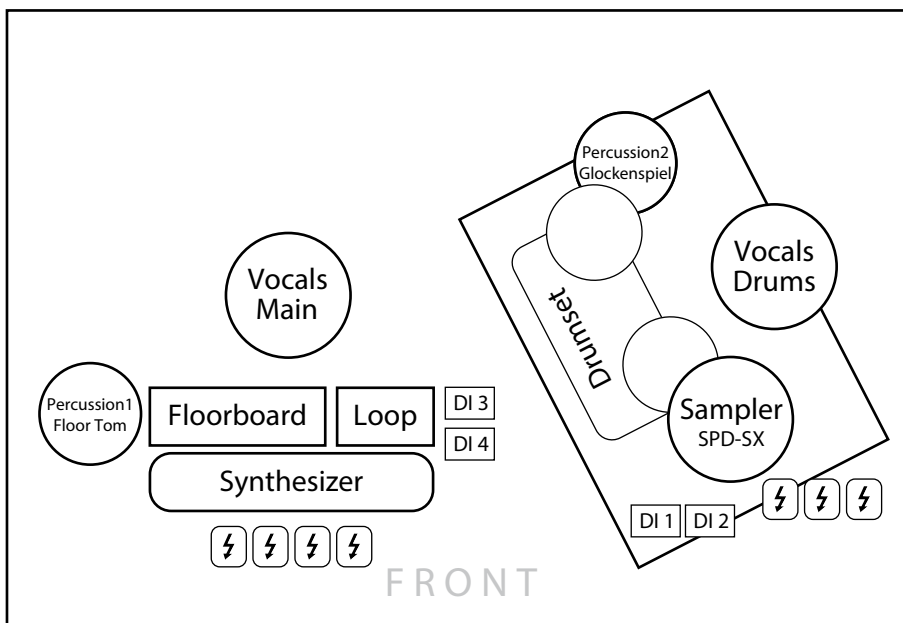 Percussion2
Glockenspiel
Vocals
Drums
Vocals
Main
Drumset
Percussion1
Floor Tom
Floorboard
Loop
DI 3
DI 4
Sampler
SPD-SX
Synthesizer
DI 1
DI 2
FRONT